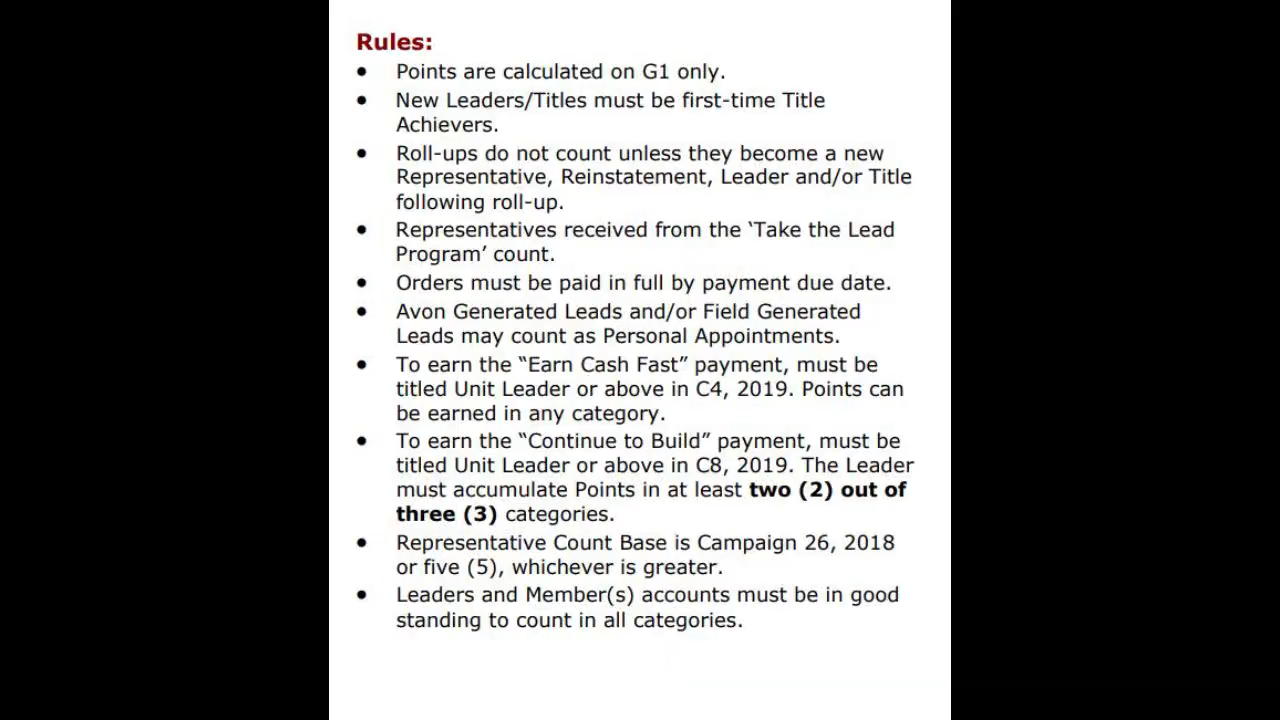 Rules:
• Points are calculated on G1 only.
• New Leaders/Titles must be first-time Title
Achievers.
• Roll-ups do not count unless they become a new
Representative, Reinstatement, Leader and/or Title
following roll-up.
• Representatives received from the ‘Take the Lead
Program’ count.
• Orders must be paid in full by payment due date.
• Avon Generated Leads and/or Field Generated
Leads may count as Personal Appointments.
• To earn the “Earn Cash Fast” payment, must be
titled Unit Leader or above in C4, 2019. Points can
be earned in any category.
• To earn the “Continue to Build” payment, must be
titled Unit Leader or above in C8, 2019. The Leader
must accumulate Points in at least two (2) out of
three (3) categories.
• Representative Count Base is Campaign 26, 2018
or five (5), whichever is greater.
• Leaders and Member(s) accounts must be in good
standing to count in all categories.